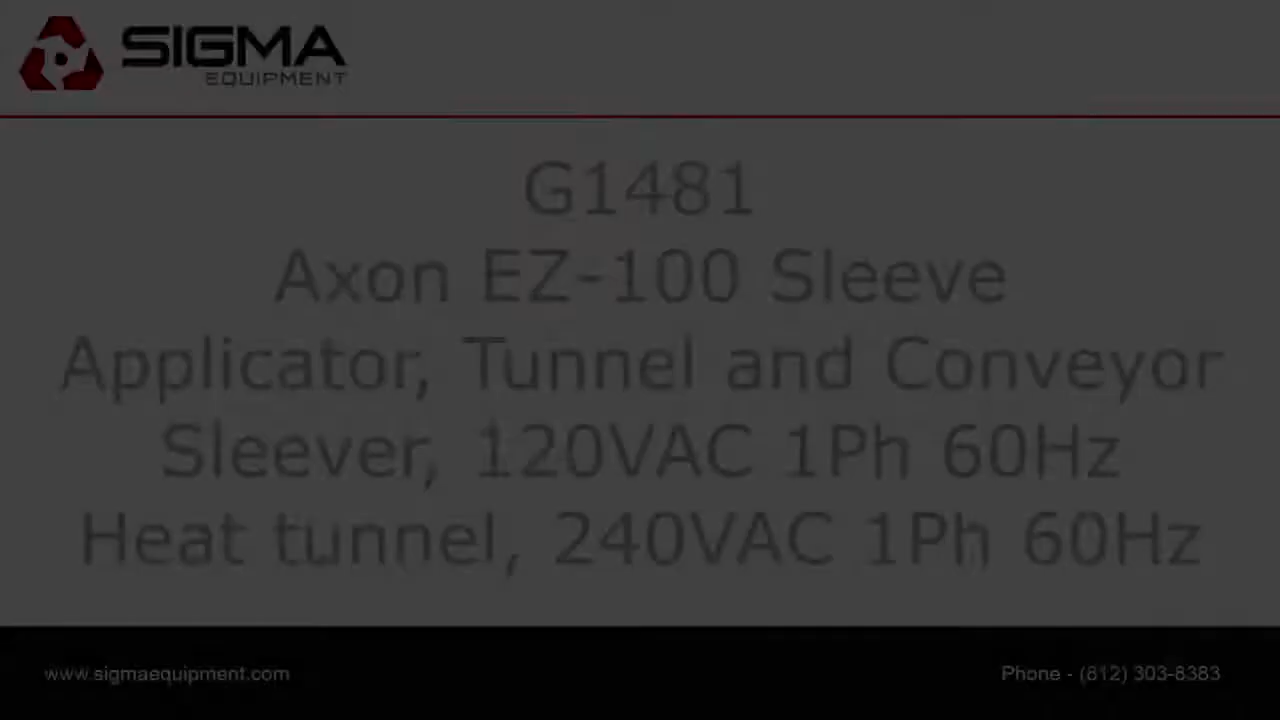 SIGMA
EQUIPMENT
G1481
Axon EZ-100 Sleeve
Applicator, Tunnel and Conveyor
Sleever, 120VAC 1Ph 60Hz
Heat tunnel, 240VAC 1Ph 60Hz
www.sigmaequipment.com
Phone - (812) 303-8383